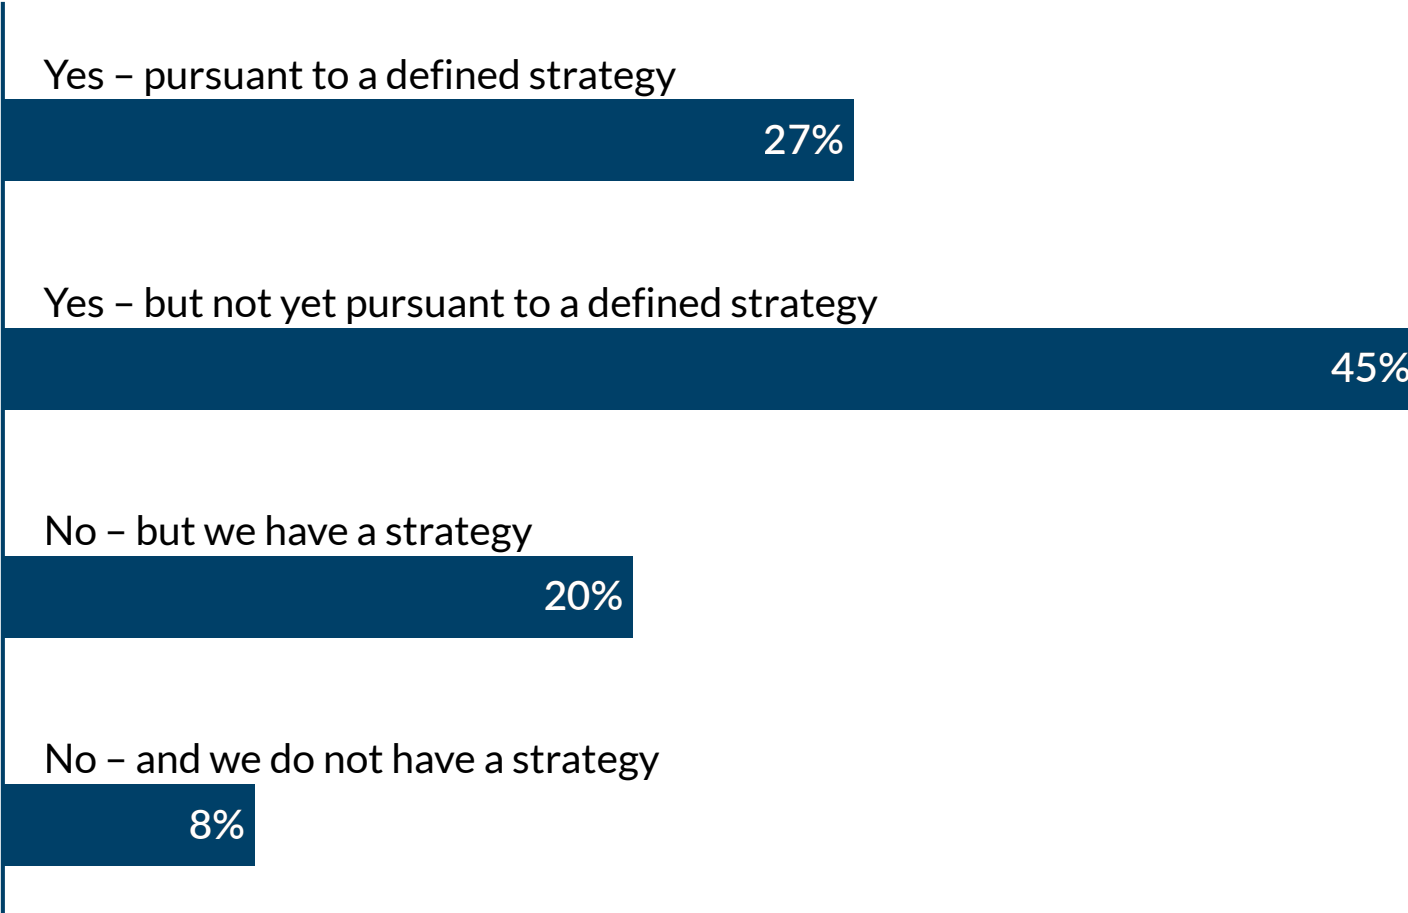 Yes – pursuant to a defined strategy
27%
Yes – but not yet pursuant to a defined strategy
45%
No – but we have a strategy
20%
No – and we do not have a strategy
8%